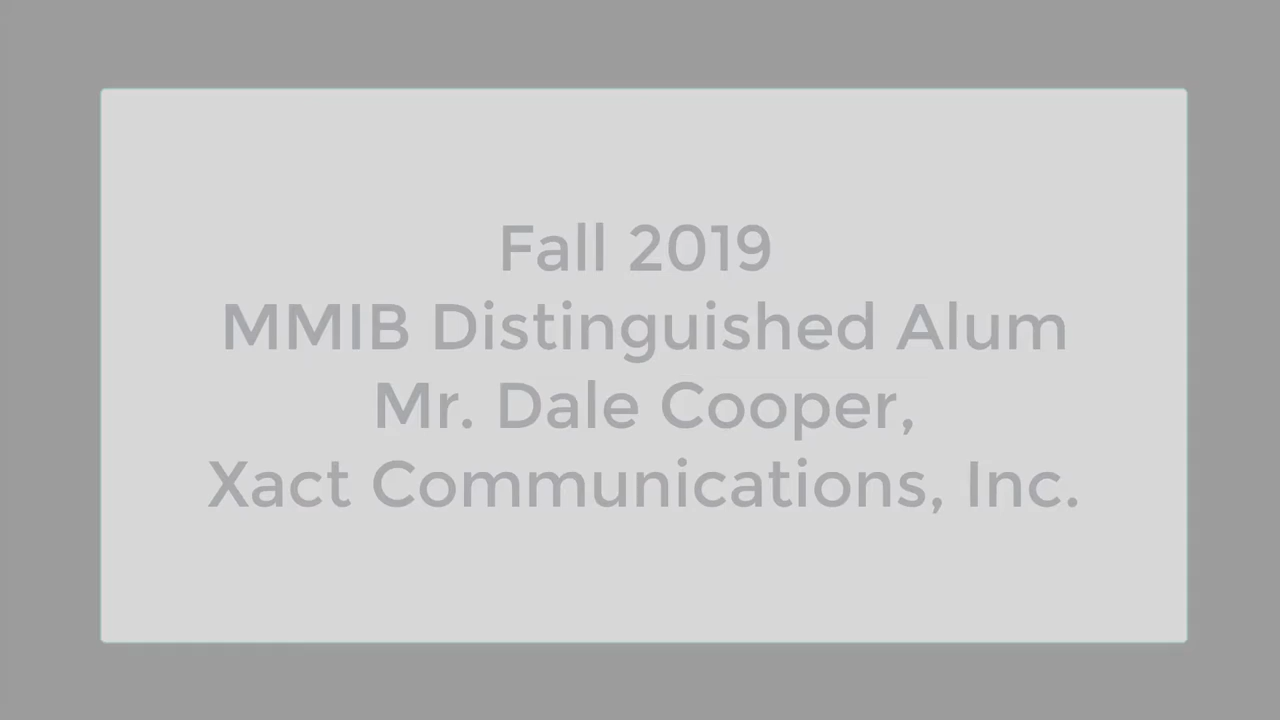 Fall 2019
MMIB Distinguished Alum
Mr. Dale Cooper,
Xact Communications, Inc.